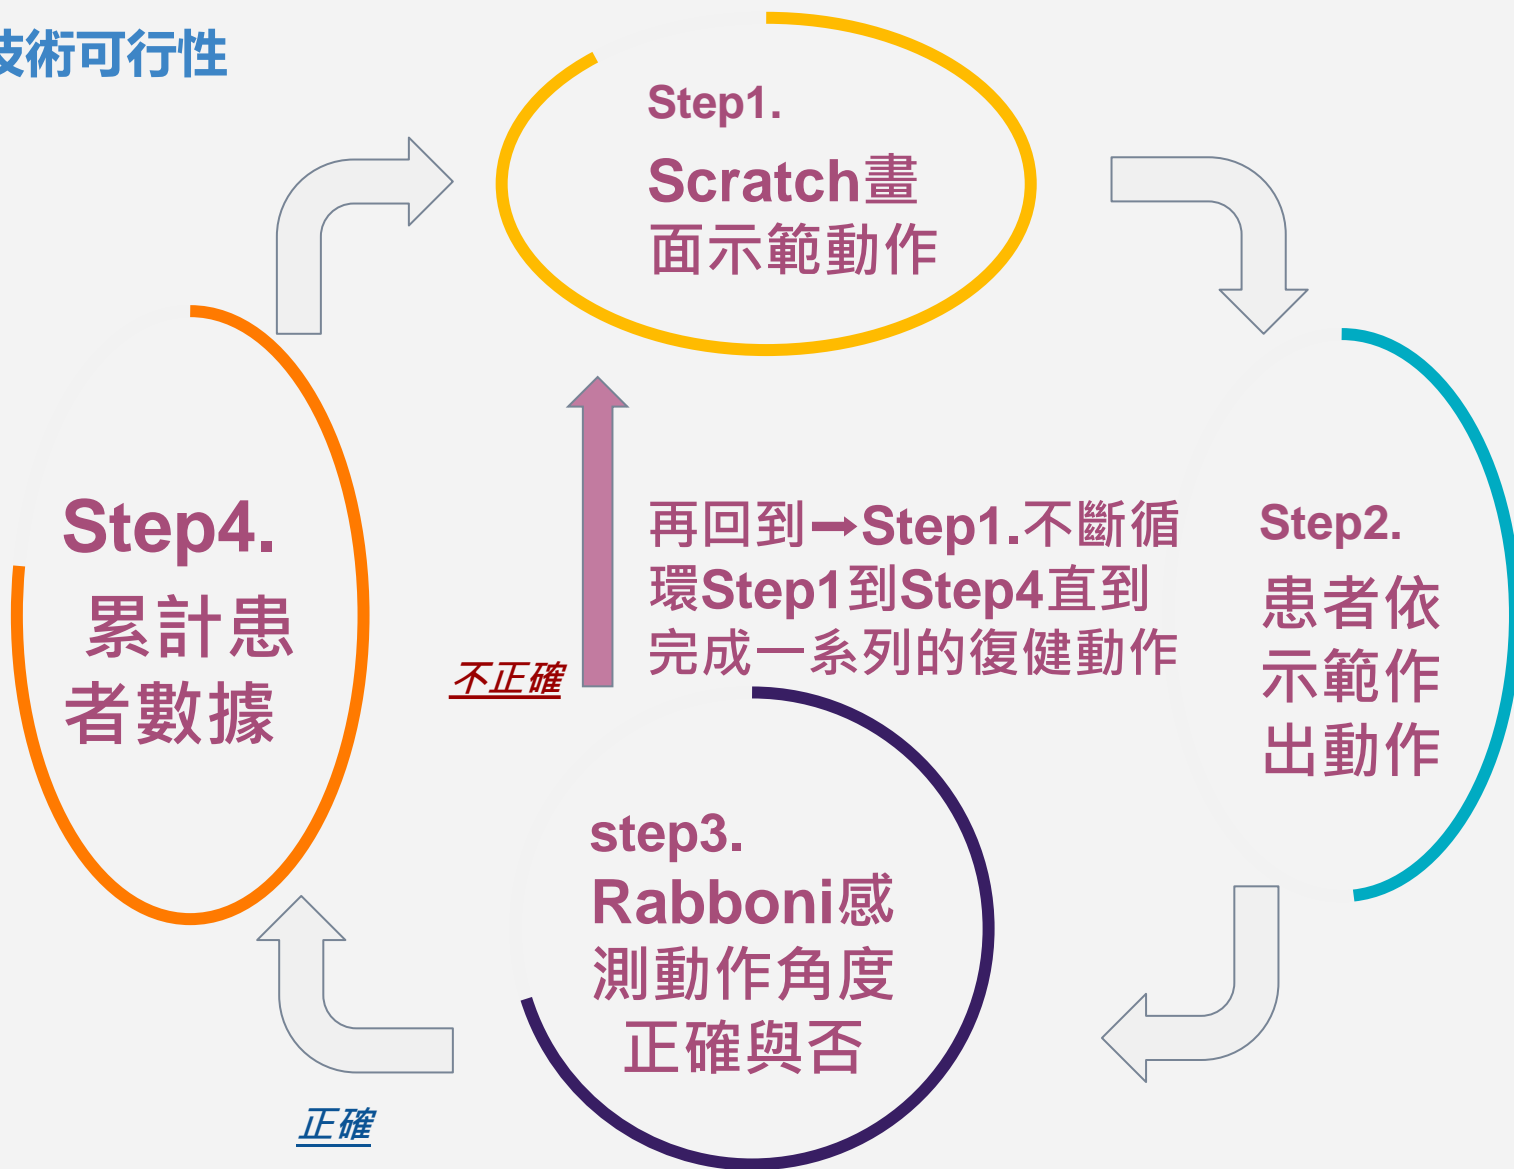 技術可行性
Step1.
Scratch畫
面示範動作
Step2.
患者依
示範作
出動作
step3.
Rabboni感
測動作角度
正確與否
Step4.
累計患
者數據
再回到→Step1.不斷循
環Step1到Step4直到
完成一系列的復健動作
不正確
正確